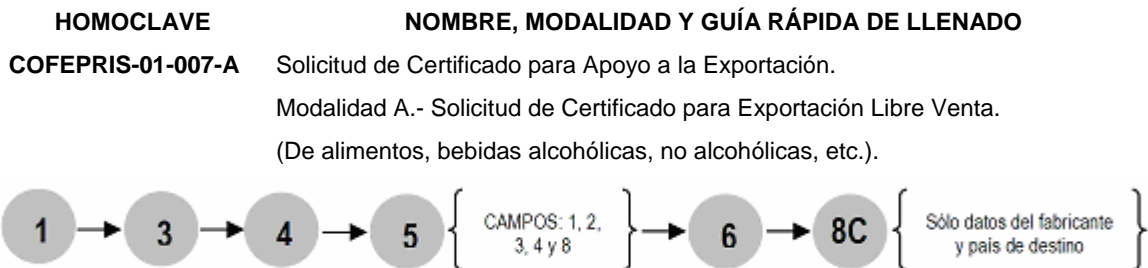 HOMOCLAVE NOMBRE, MODALIDAD Y GUÍA RÁPIDA DE LLENADO
COFEPRIS-01-007-A Solicitud de Certificado para Apoyo a la Exportación.
Modalidad A.- Solicitud de Certificado para Exportación Libre Venta.
(De alimentos, bebidas alcohólicas, no alcohólicas, etc.).
1 3 4 5 CAMPOS: 1, 2, 6 8C Sólo datos del fabricante
3, 4 y 8 y pais de destino